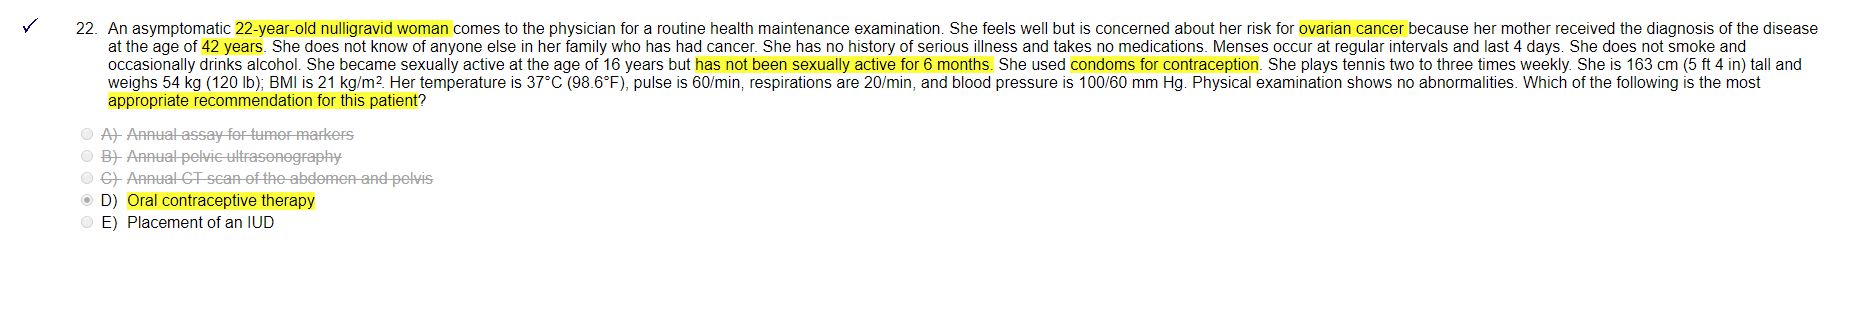 22. An asymptomatic 22-year-old nulligravid woman comes to the physician for a routine health maintenance examination. She feels well but is concerned about her risk for ovarian cancer because her mother received the diagnosis of the disease
at the age of 42 years. She does not know of anyone else in her family who has had cancer. She has no history of serious illness and takes no medications. Menses occur at regular intervals and last 4 days. She does not smoke and
occasionally drinks alcohol. She became sexually active at the age of 16 years but has not been sexually active for 6 months. She used condoms for contraception. She plays tennis two to three times weekly. She is 163 cm (5 ft 4 in) tall and
weighs 54 kg (120 lb); BMI is 21 kg/m2. Her temperature is 37°C (98.6°F), pulse is 60/min, respirations are 20/min, and blood pressure is 100/60 mm Hg. Physical examination shows no abnormalities. Which of the following is the most
appropriate recommendation for this patient?
A) Annual assay for tumor markers
B) Annual pelvic ultrasonography
C) Annual CT scan of the abdomen and pelvis
D) Oral contraceptive therapy
E) Placement of an IUD